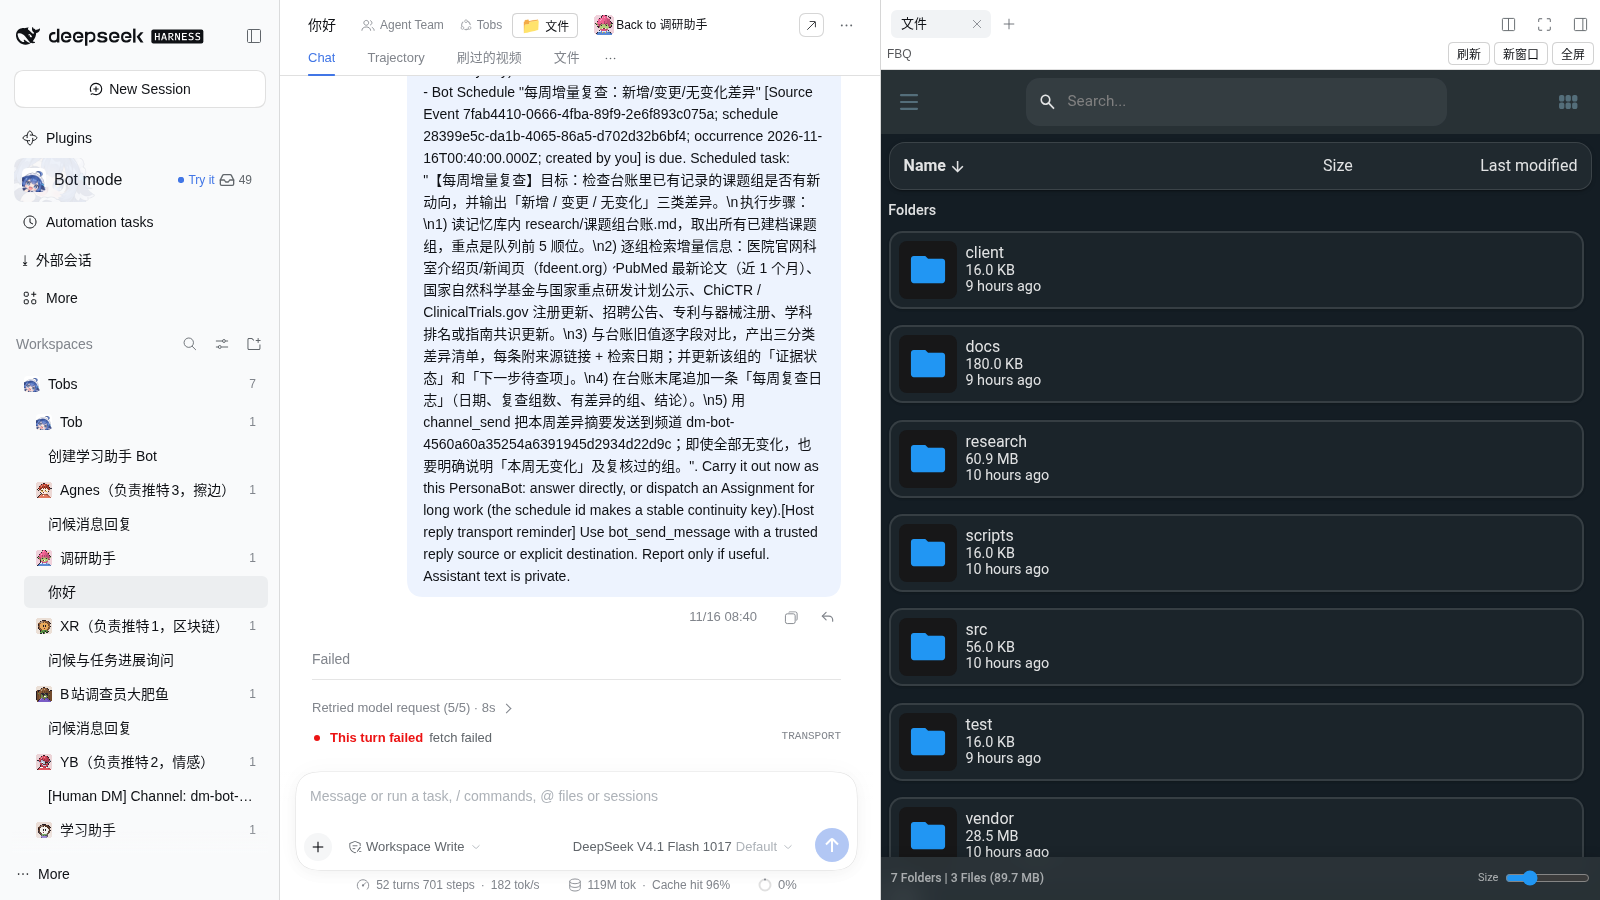 deepseek HARNESS
New Session
Plugins
Bot mode
Try it
49
Automation tasks
外部会话
More
Workspaces
Tobs
7
Tob
1
创建学习助手 Bot
Agnes（负责推特3，擦边）
1
问候消息回复
调研助手
1
你好
XR（负责推特1，区块链）
1
问候与任务进展询问
B站调查员大肥鱼
1
问候消息回复
YB（负责推特2，情感）
1
[Human DM] Channel: dm-bot-…
学习助手
1
More
你好
Agent Team
Tobs
文件
Back to 调研助手
Chat
Trajectory
刷过的视频
文件
- Bot Schedule "每周增量复查：新增/变更/无变化差异" [Source
Event 7fab4410-0666-4fba-89f9-2e6f893c075a; schedule
28399e5c-da1b-4065-86a5-d702d32b6bf4; occurrence 2026-11-
16T00:40:00.000Z; created by you] is due. Scheduled task:
"【每周增量复查】目标：检查台账里已有记录的课题组是否有新
动向，并输出「新增 / 变更 / 无变化」三类差异。\n执行步骤：
\n1) 读记忆库内 research/课题组台账.md，取出所有已建档课题
组，重点是队列前 5 顺位。\n2) 逐组检索增量信息：医院官网科
室介绍页/新闻页（fdeent.org）、PubMed 最新论文（近 1 个月）、
国家自然科学基金与国家重点研发计划公示、ChiCTR /
ClinicalTrials.gov 注册更新、招聘公告、专利与器械注册、学科
排名或指南共识更新。\n3) 与台账旧值逐字段对比，产出三分类
差异清单，每条附来源链接 + 检索日期；并更新该组的「证据状
态」和「下一步待查项」。\n4) 在台账末尾追加一条「每周复查日
志」（日期、复查组数、有差异的组、结论）。\n5) 用
channel_send 把本周差异摘要发送到频道 dm-bot-
4560a60a35254a6391945d2934d22d9c；即使全部无变化，也
要明确说明「本周无变化」及复核过的组。". Carry it out now as
this PersonaBot: answer directly, or dispatch an Assignment for
long work (the schedule id makes a stable continuity key).[Host
reply transport reminder] Use bot_send_message with a trusted
reply source or explicit destination. Report only if useful.
Assistant text is private.
11/16 08:40
Failed
Retried model request (5/5) · 8s
This turn failed fetch failed
TRANSPORT
Message or run a task, / commands, @ files or sessions
Workspace Write
DeepSeek V4.1 Flash 1017 Default
52 turns 701 steps · 182 tok/s
119M tok · Cache hit 96%
0%
文件
FBQ
刷新
新窗口
全屏
Search...
Name
Size
Last modified
Folders
client
16.0 KB
9 hours ago
docs
180.0 KB
9 hours ago
research
60.9 MB
10 hours ago
scripts
16.0 KB
10 hours ago
src
56.0 KB
10 hours ago
test
16.0 KB
9 hours ago
vendor
28.5 MB
10 hours ago
7 Folders | 3 Files (89.7 MB)
Size